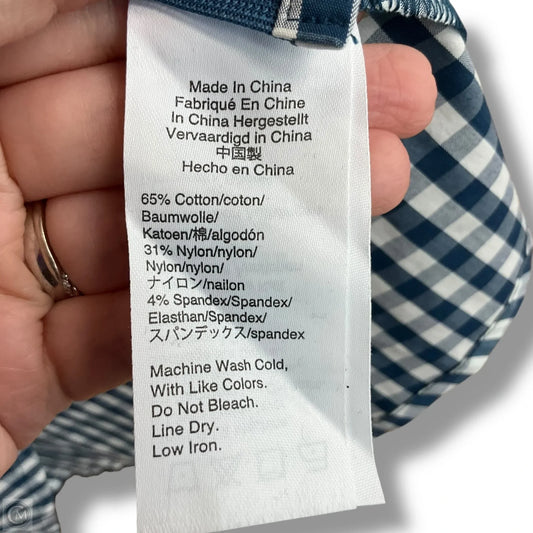 Made In China
Fabriqué En Chine
In China Hergestellt
Vervaardigd in China
中国製
Hecho en China
65% Cotton/coton/
Baumwolle/
Katoen/棉/algodón
31% Nylon/nylon/
Nylon/nylon/
ナイロン/nailon
4% Spandex/Spandex/
Elasthan/Spandex/
スパンデックス/spandex
Machine Wash Cold,
With Like Colors.
Do Not Bleach.
Line Dry.
Low Iron.
M